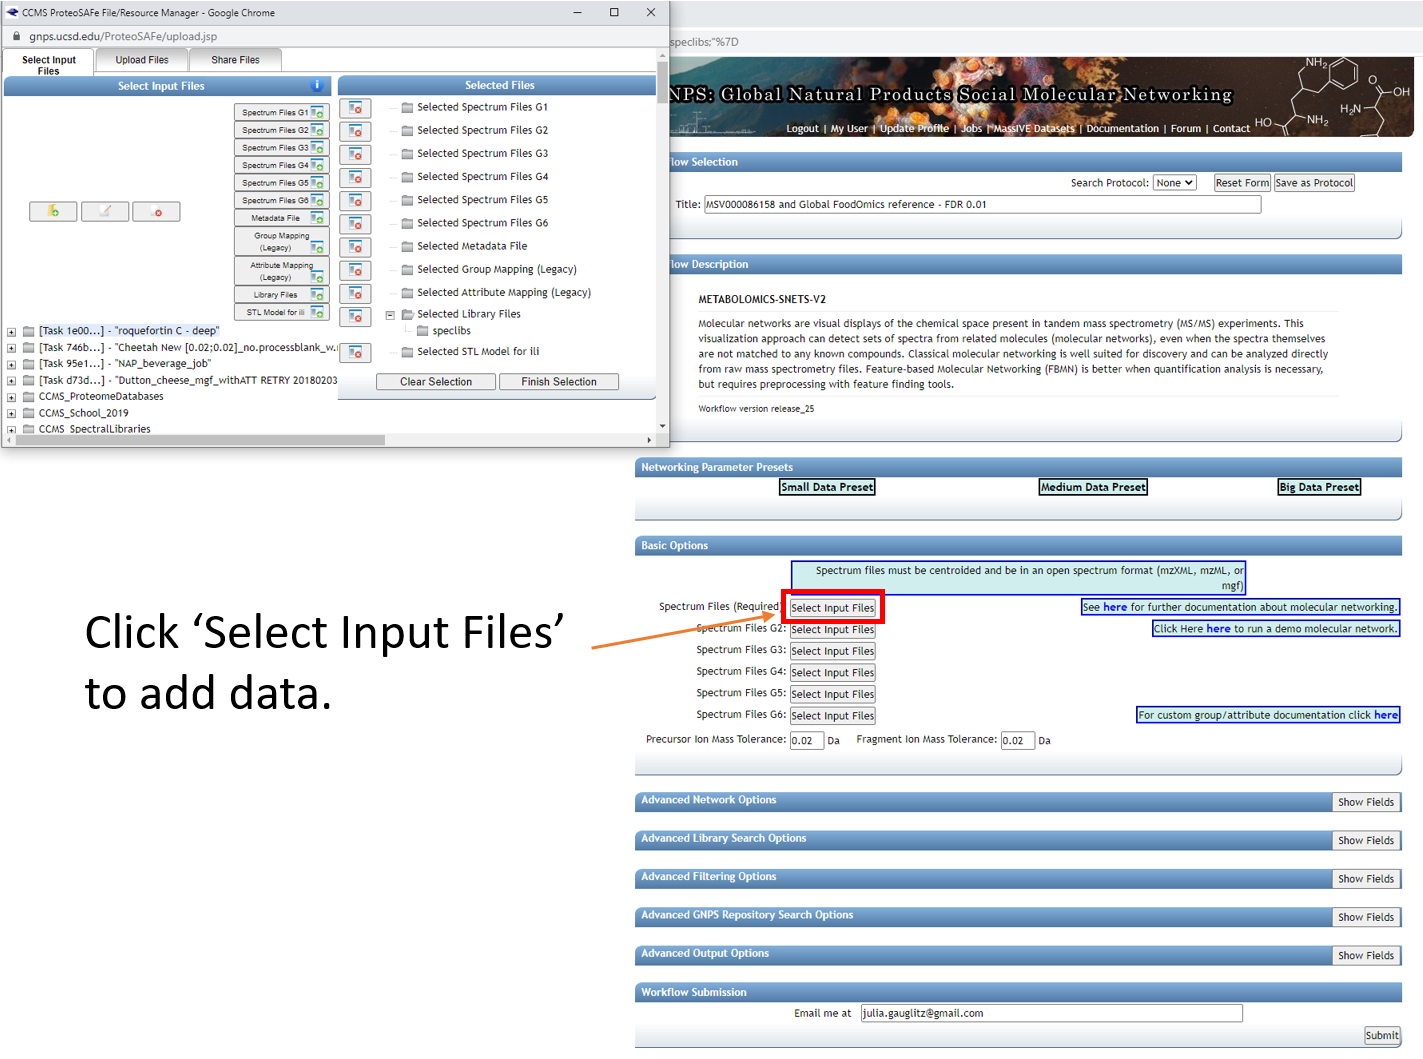 CCMS ProteoSAFe File/Resource Manager - Google Chrome
gnps.ucsd.edu/ProteoSAFe/upload.jsp
Select Input
Files
Upload Files
Share Files
Select Input Files
Spectrum Files G1
Spectrum Files G2
Spectrum Files G3
Spectrum Files G4
Spectrum Files G5
Spectrum Files G6
Metadata File
Group Mapping
(Legacy)
Attribute Mapping
(Legacy)
Library Files
STL Model for ili
[Task 1e00...] - "roquefortin C - deep"
[Task 746b...] - "Cheetah New [0.02;0.02]_no.processblank_w.
[Task 95e1...] - "NAP_beverage_job"
[Task d73d...] - "Dutton_cheese_mgf_withATT RETRY 20180203
CCMS_ProteomeDatabases
CCMS_School_2019
CCMS_SpectralLibraries
Selected Files
Selected Spectrum Files G1
Selected Spectrum Files G2
Selected Spectrum Files G3
Selected Spectrum Files G4
Selected Spectrum Files G5
Selected Spectrum Files G6
Selected Metadata File
Selected Group Mapping (Legacy)
Selected Attribute Mapping (Legacy)
Selected Library Files
speclibs
Selected STL Model for ili
Clear Selection
Finish Selection
speclibs;"%7D
NPS: Global Natural Products Social Molecular Networking
Logout | My User | Update Profile | Jobs | MassIVE Datasets | Documentation | Forum | Contact
NH2
O
OH
H2N
HO
NH2
flow Selection
Search Protocol: None Reset Form Save as Protocol
Title: MSV000086158 and Global FoodOmics reference - FDR 0.01
flow Description
METABOLOMICS-SNETS-V2
Molecular networks are visual displays of the chemical space present in tandem mass spectrometry (MS/MS) experiments. This
visualization approach can detect sets of spectra from related molecules (molecular networks), even when the spectra themselves
are not matched to any known compounds. Classical molecular networking is well suited for discovery and can be analyzed directly
from raw mass spectrometry files. Feature-based Molecular Networking (FBMN) is better when quantification analysis is necessary,
but requires preprocessing with feature finding tools.
Workflow version release_25
Networking Parameter Presets
Small Data Preset Medium Data Preset Big Data Preset
Basic Options
Spectrum files must be centroided and be in an open spectrum format (mzXML, mzML, or
mgf)
Spectrum Files (Required) Select Input Files See here for further documentation about molecular networking.
Spectrum Files G2: Select Input Files Click Here here to run a demo molecular network.
Spectrum Files G3: Select Input Files
Spectrum Files G4: Select Input Files
Spectrum Files G5: Select Input Files
Spectrum Files G6: Select Input Files For custom group/attribute documentation click here
Precursor Ion Mass Tolerance: 0.02 Da Fragment Ion Mass Tolerance: 0.02 Da
Click ‘Select Input Files’
to add data.
Advanced Network Options Show Fields
Advanced Library Search Options Show Fields
Advanced Filtering Options Show Fields
Advanced GNPS Repository Search Options Show Fields
Advanced Output Options Show Fields
Workflow Submission
Email me at julia.gauglitz@gmail.com
Submit